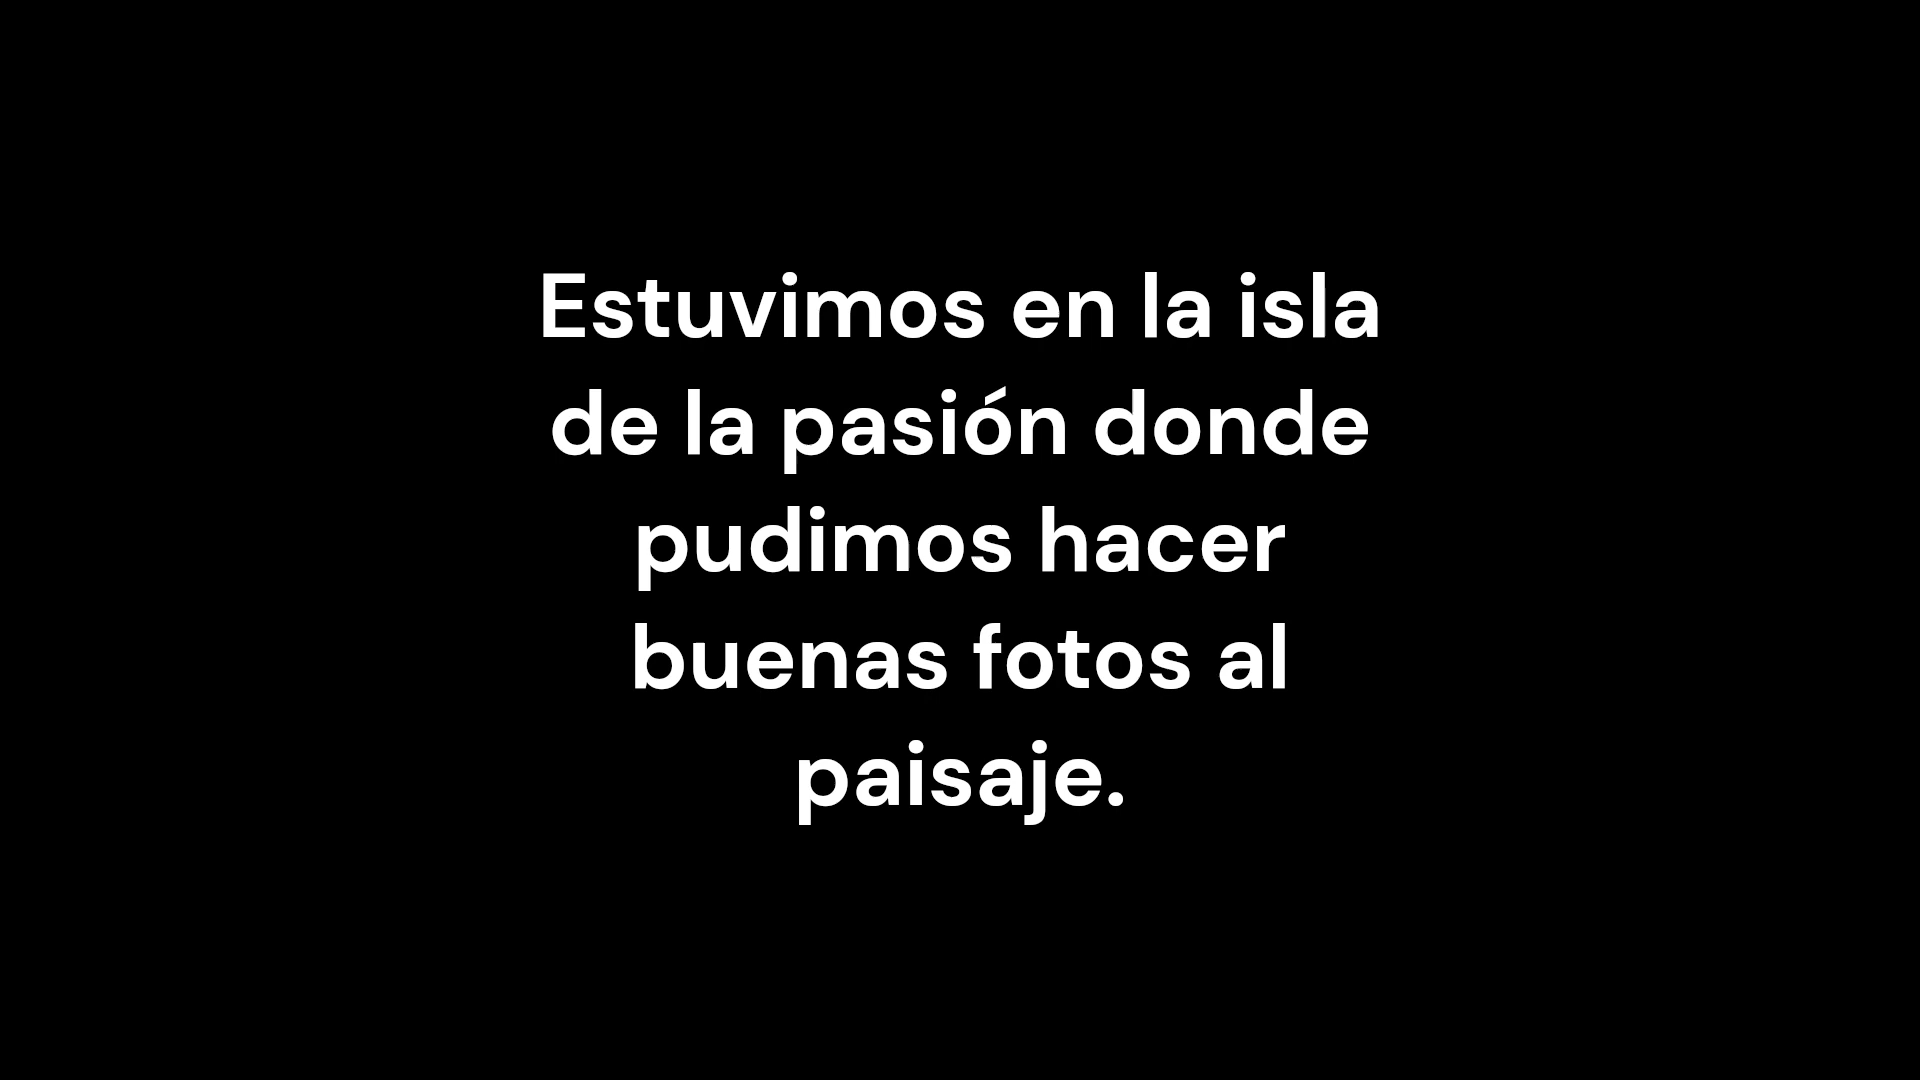 Estuvimos en la isla
de la pasión donde
pudimos hacer
buenas fotos al
paisaje.